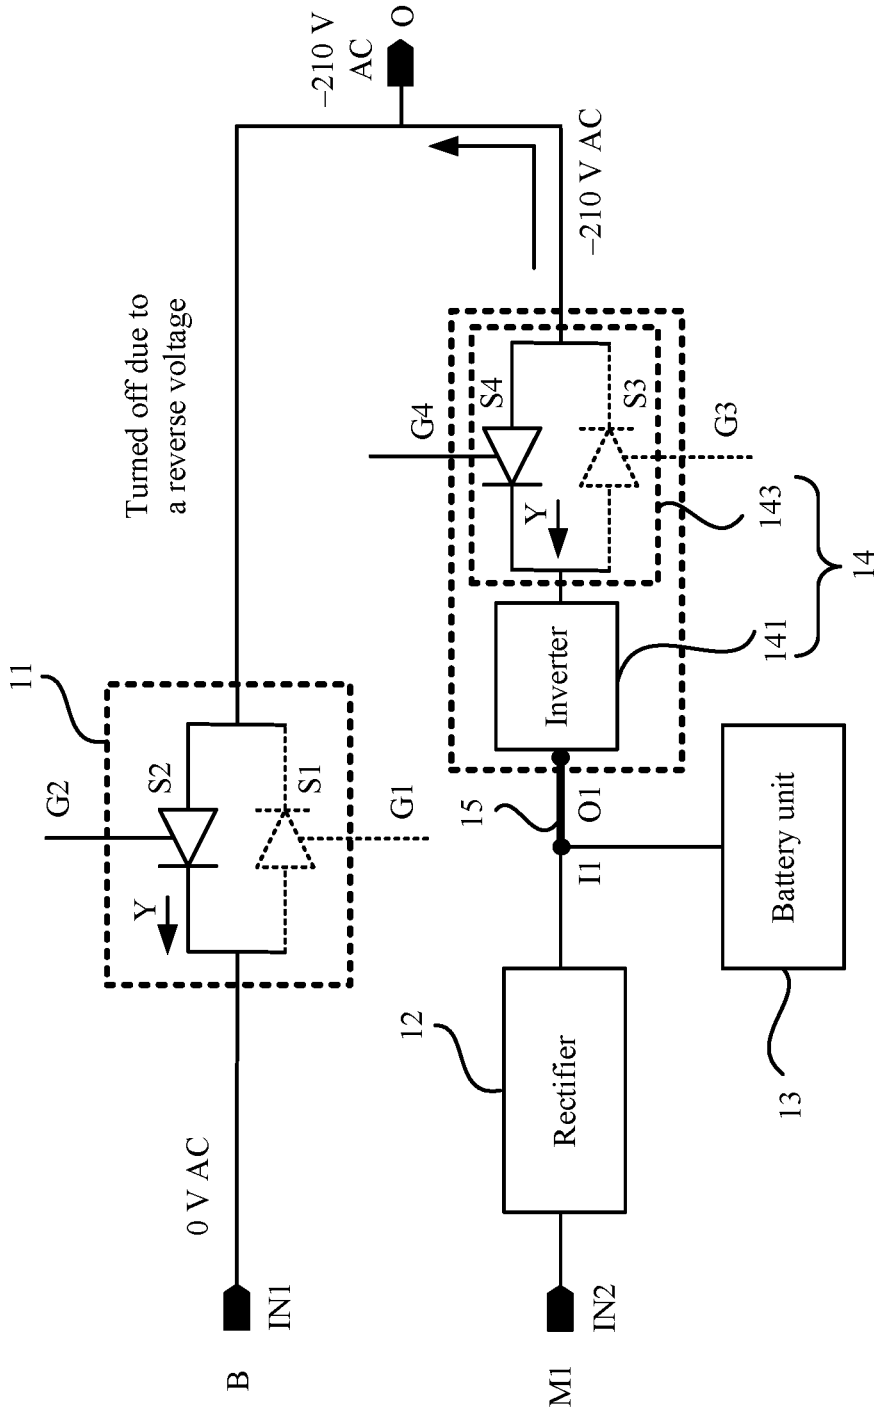 B
IN1
0 V AC
11
G2
S2
Y
S1
G1
Turned off due to
a reverse voltage
−210 V
AC
O
−210 V AC
M1
IN2
12
Rectifier
I1
15
O1
Inverter
Y
G4
S4
S3
G3
141
143
14
Battery unit
13